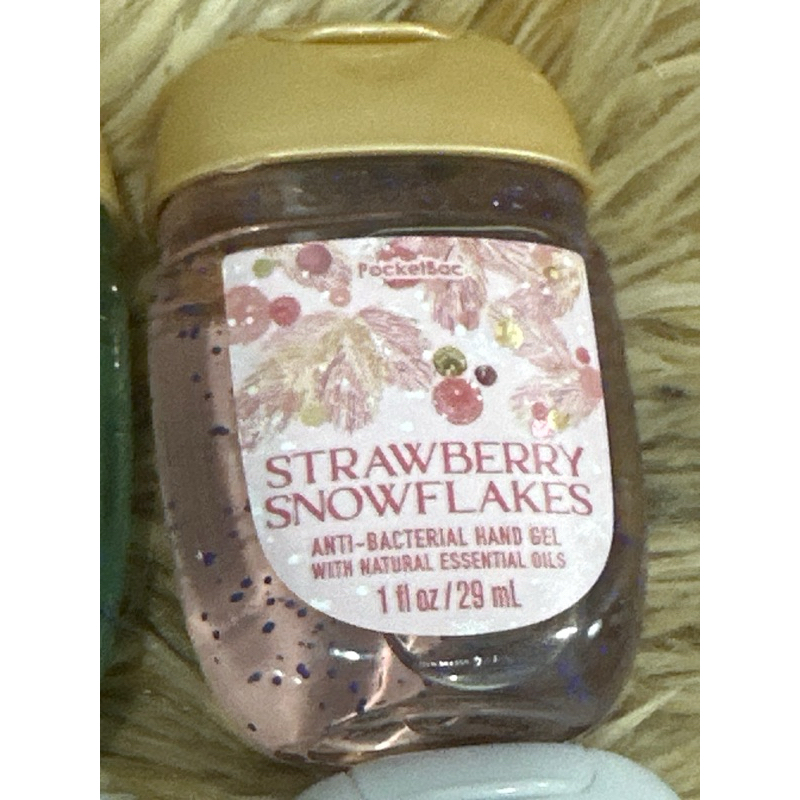 PocketBac
STRAWBERRY
SNOWFLAKES
ANTI-BACTERIAL HAND GEL
WITH NATURAL ESSENTIAL OILS
1 fl oz / 29 mL